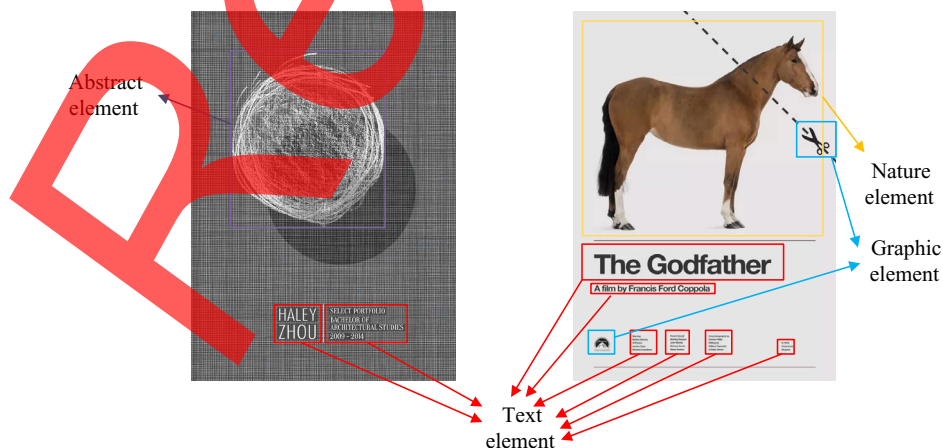 Abstract
element
HALEY
ZHOU
SELECT PORTFOLIO
BACHELOR OF
ARCHITECTURAL STUDIES
2009 - 2014
The Godfather
A film by Francis Ford Coppola
Nature
element
Graphic
element
Text
element